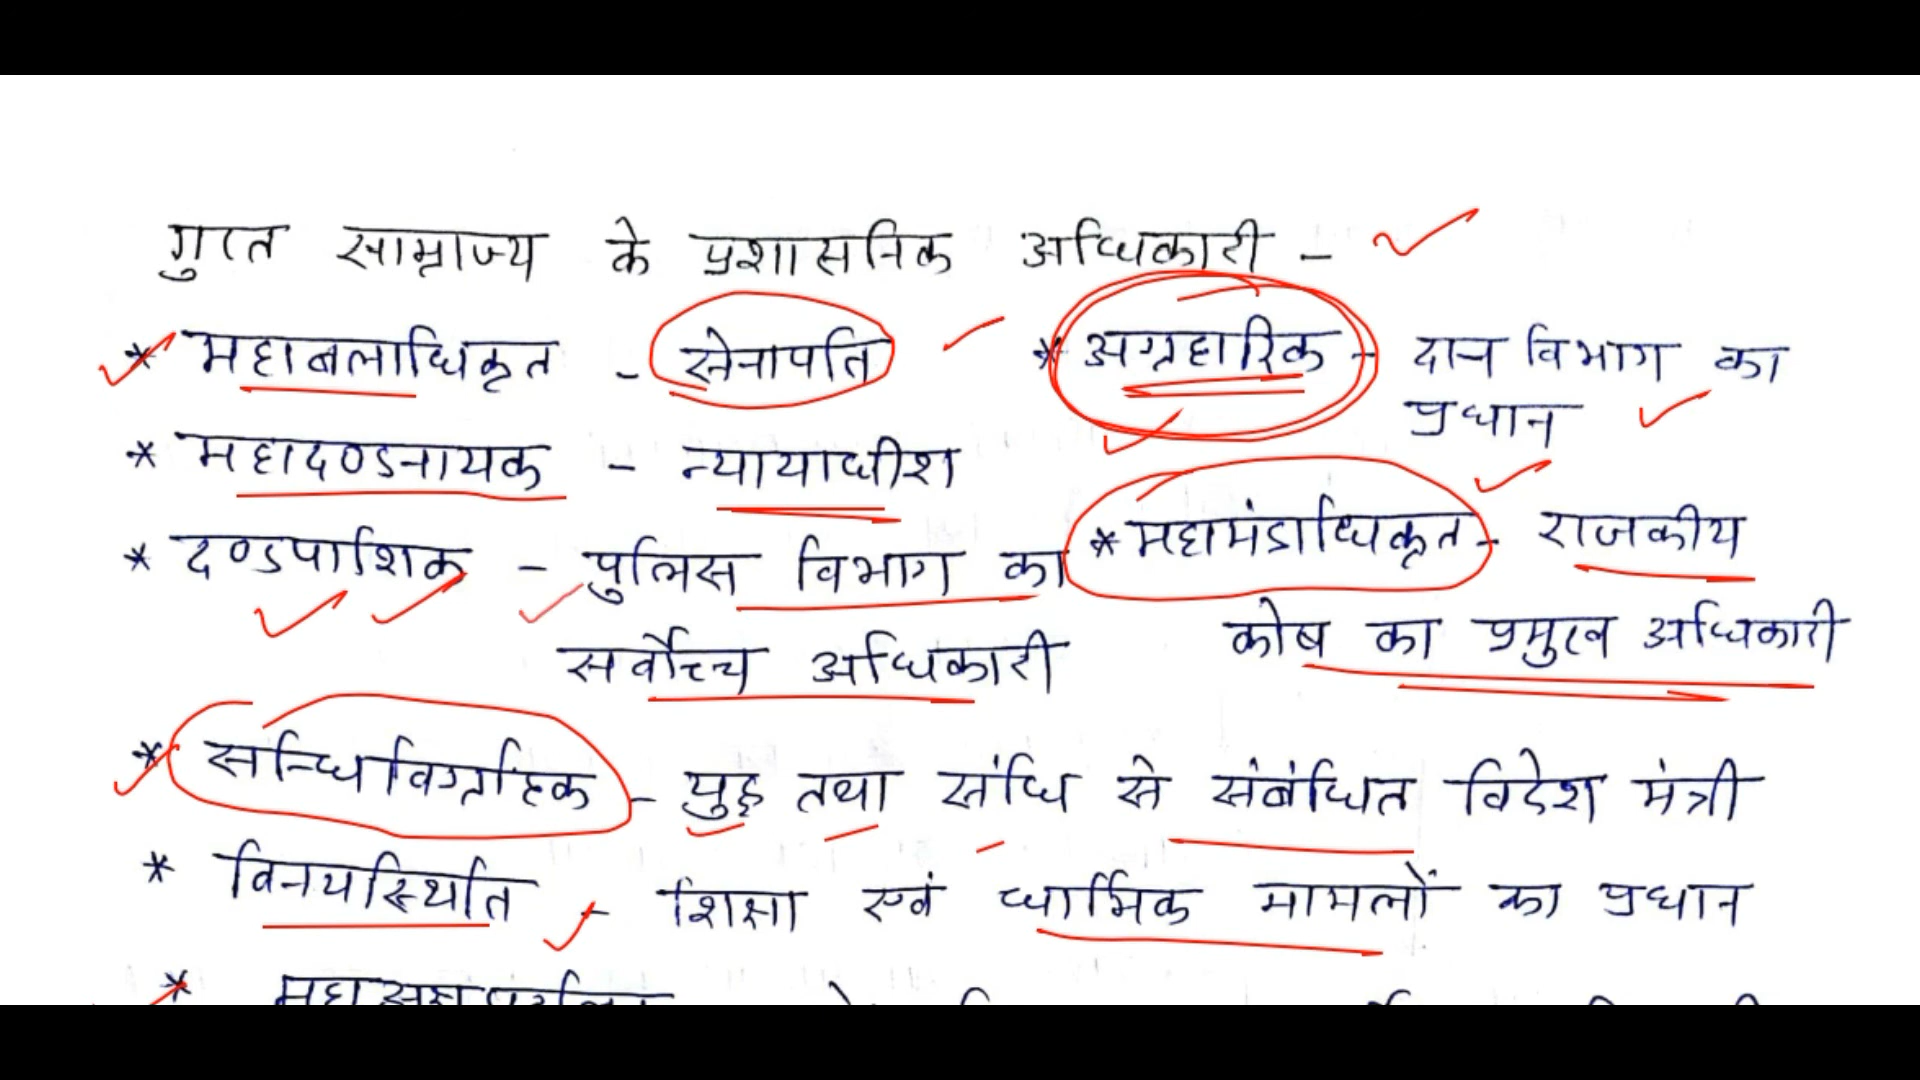 गुप्त साम्राज्य के प्रशासनिक अधिकारी -
* महाबलाधिकृत - सेनापति
* महादण्डनायक - न्यायाधीश
* दण्डपाशिक - पुलिस विभाग का
सर्वोच्च अधिकारी
* अग्रहारिक - दान विभाग का
प्रधान
* महामंडाधिकृत - राजकीय
कोष का प्रमुख अधिकारी
* सन्धिविग्रहिक - युद्ध तथा संधि से संबंधित विदेश मंत्री
* विनयस्थिति - शिक्षा एवं धार्मिक मामलों का प्रधान